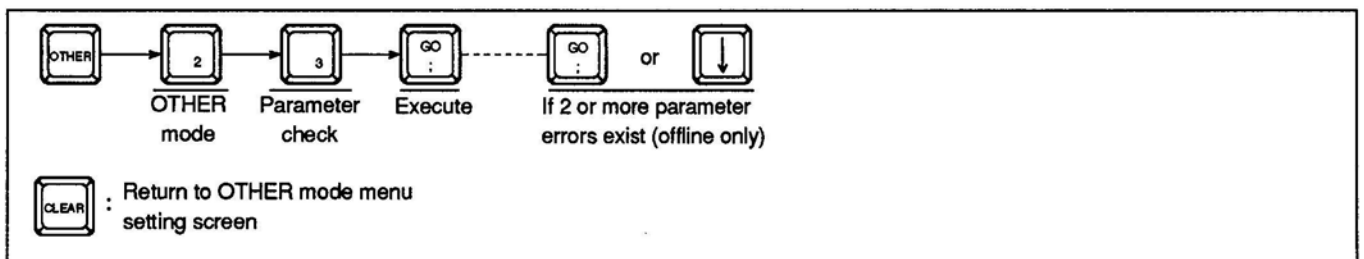 OTHER 2 3 GO ; GO ; or ↓
OTHER mode Parameter check Execute If 2 or more parameter errors exist (offline only)
CLEAR : Return to OTHER mode menu
setting screen